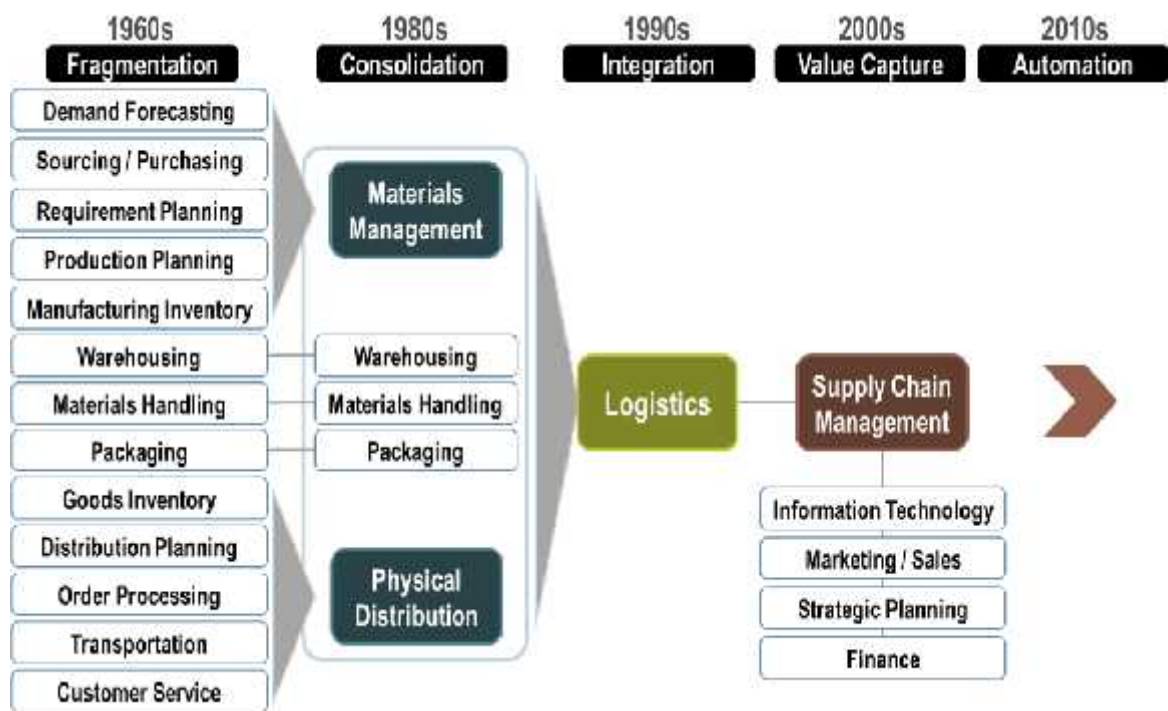 1960s
Fragmentation
Demand Forecasting
Sourcing / Purchasing
Requirement Planning
Production Planning
Manufacturing Inventory
Warehousing
Materials Handling
Packaging
Goods Inventory
Distribution Planning
Order Processing
Transportation
Customer Service
1980s
Consolidation
Materials
Management
Warehousing
Materials Handling
Packaging
Physical
Distribution
1990s
Integration
Logistics
2000s
Value Capture
Supply Chain
Management
Information Technology
Marketing / Sales
Strategic Planning
Finance
2010s
Automation